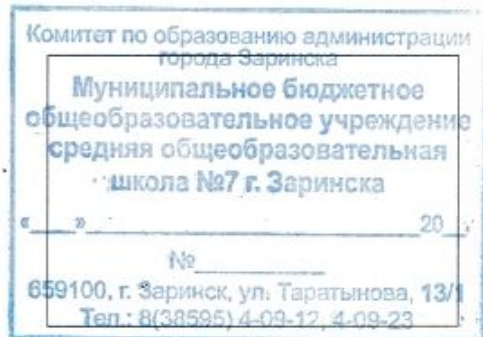 Комитет по образованию администрации
города Заринска
Муниципальное бюджетное
общеобразовательное учреждение
средняя общеобразовательная
школа №7 г. Заринска
«___»______________________20__.
№__________
659100, г. Заринск, ул. Таратынова, 13/1
Тел.: 8(38595) 4-09-12, 4-09-23